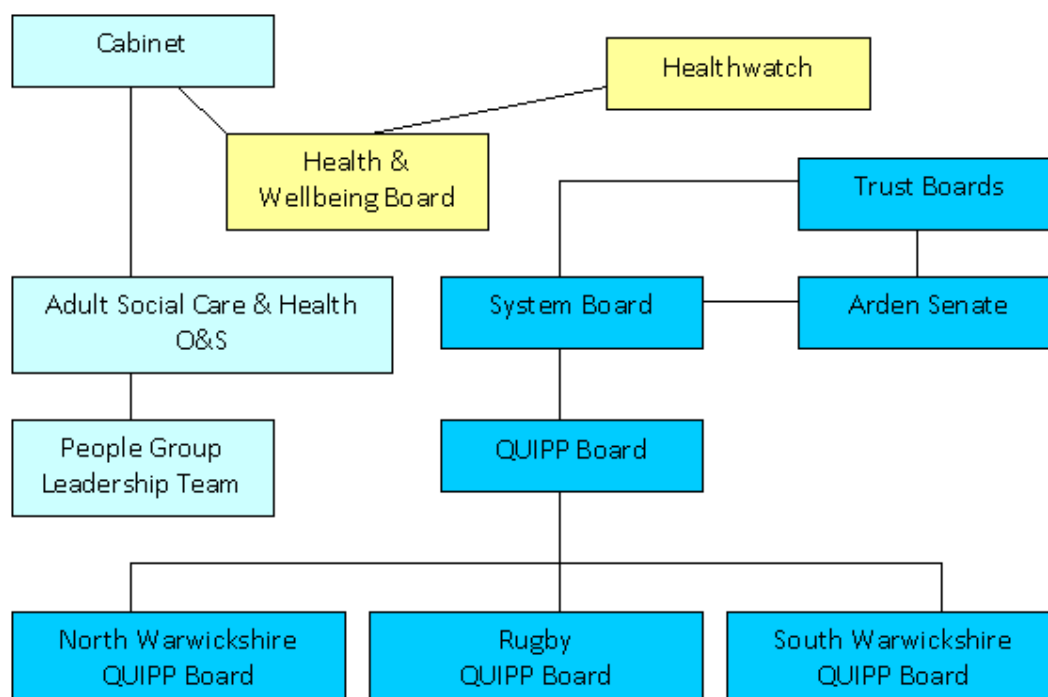 Cabinet
Healthwatch
Health &
Wellbeing Board
Trust Boards
Adult Social Care & Health
O&S
System Board
Arden Senate
People Group
Leadership Team
QUIPP Board
North Warwickshire
QUIPP Board
Rugby
QUIPP Board
South Warwickshire
QUIPP Board